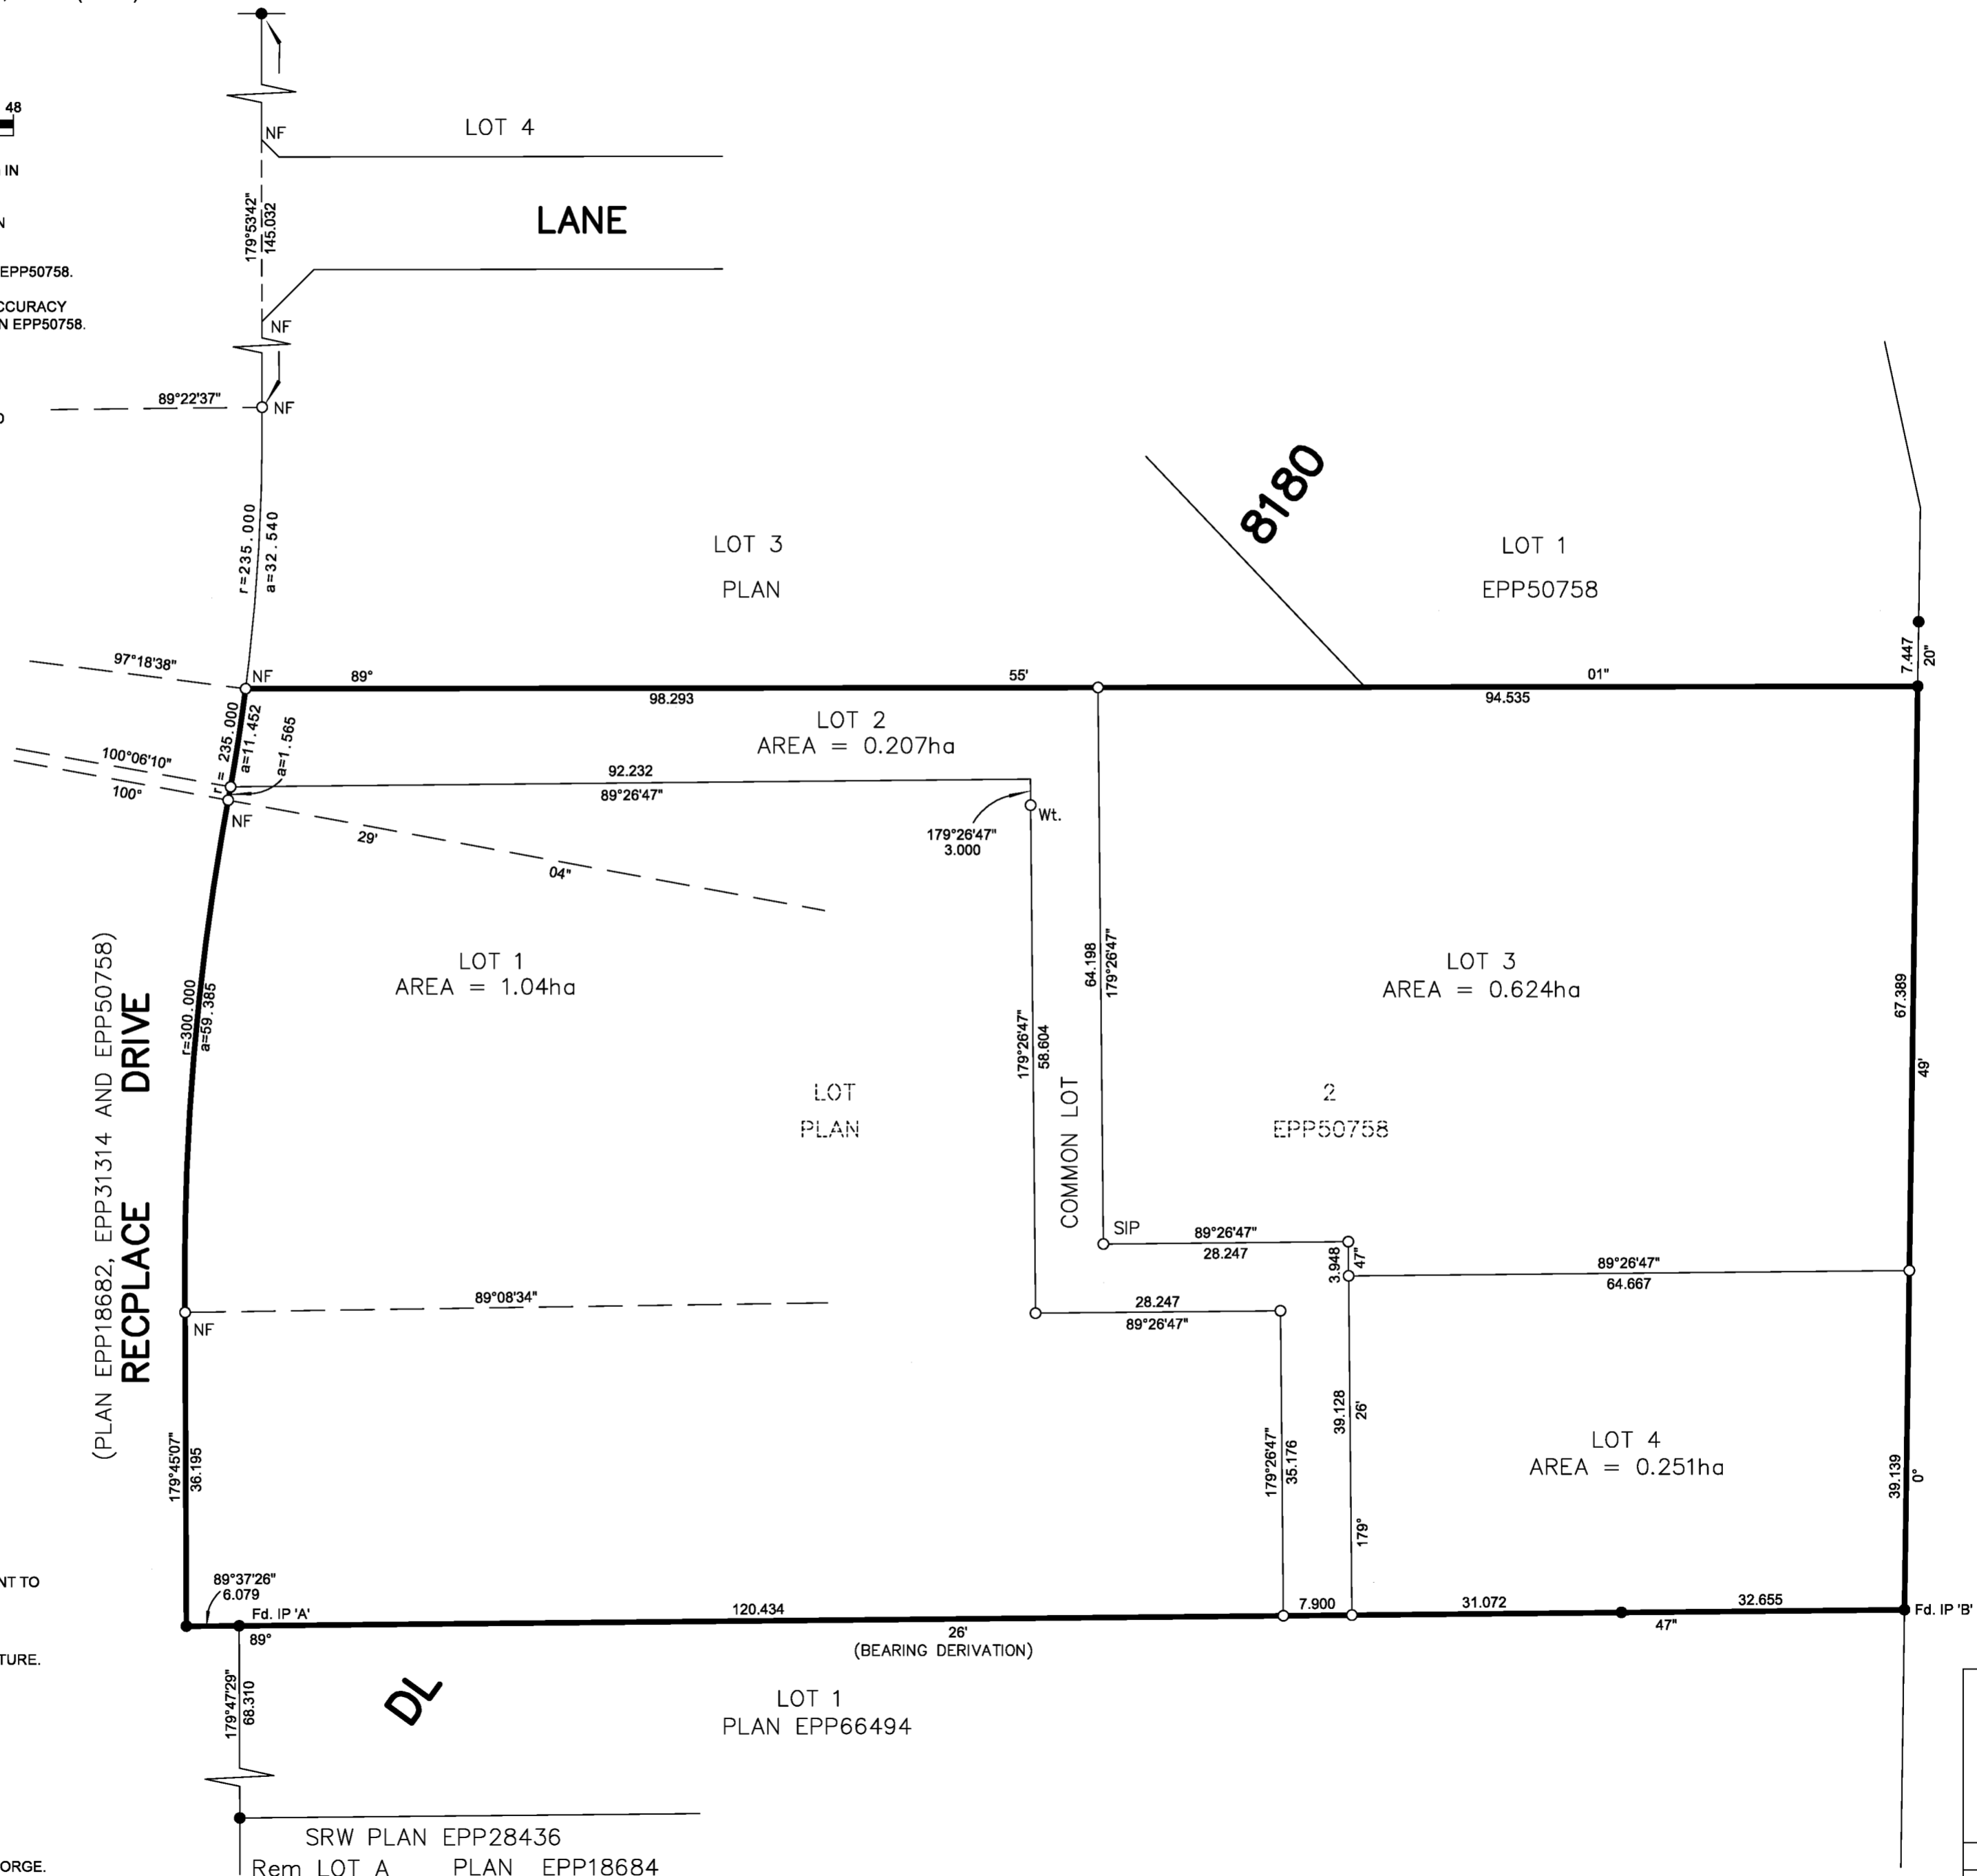 48
IN
EPP50758.
CCURACY
N EPP50758.
NF
LOT 4
179°53'42"
145.032
LANE
NF
89°22'37"
NF
r=235.000
a=32.540
LOT 3
PLAN
8180
LOT 1
EPP50758
7.447
20"
97°18'38"
NF
89°
55'
01"
98.293
94.535
LOT 2
AREA = 0.207ha
r = 235.000
a=11.452
a=1.565
100°06'10"
100°
29'
04"
NF
92.232
89°26'47"
Wt.
179°26'47"
3.000
LOT 1
AREA = 1.04ha
64.198
179°26'47"
LOT 3
AREA = 0.624ha
67.389
49'
r=300.000
a=59.385
179°26'47"
58.604
(PLAN EPP18682, EPP31314 AND EPP50758)
RECPLACE DRIVE
LOT
2
PLAN
EPP50758
COMMON LOT
SIP
89°26'47"
28.247
3.948
47"
89°26'47"
64.667
89°08'34"
NF
28.247
89°26'47"
39.128
26'
179°
179°26'47"
35.176
LOT 4
AREA = 0.251ha
39.139
0°
179°45'07"
36.195
NT TO
89°37'26"
6.079
Fd. IP 'A'
120.434
7.900
31.072
32.655
Fd. IP 'B'
89°
26'
47"
(BEARING DERIVATION)
TURE.
179°47'29"
68.310
DL
LOT 1
PLAN EPP66494
SRW PLAN EPP28436
Rem LOT A PLAN EPP18684
ORGE.